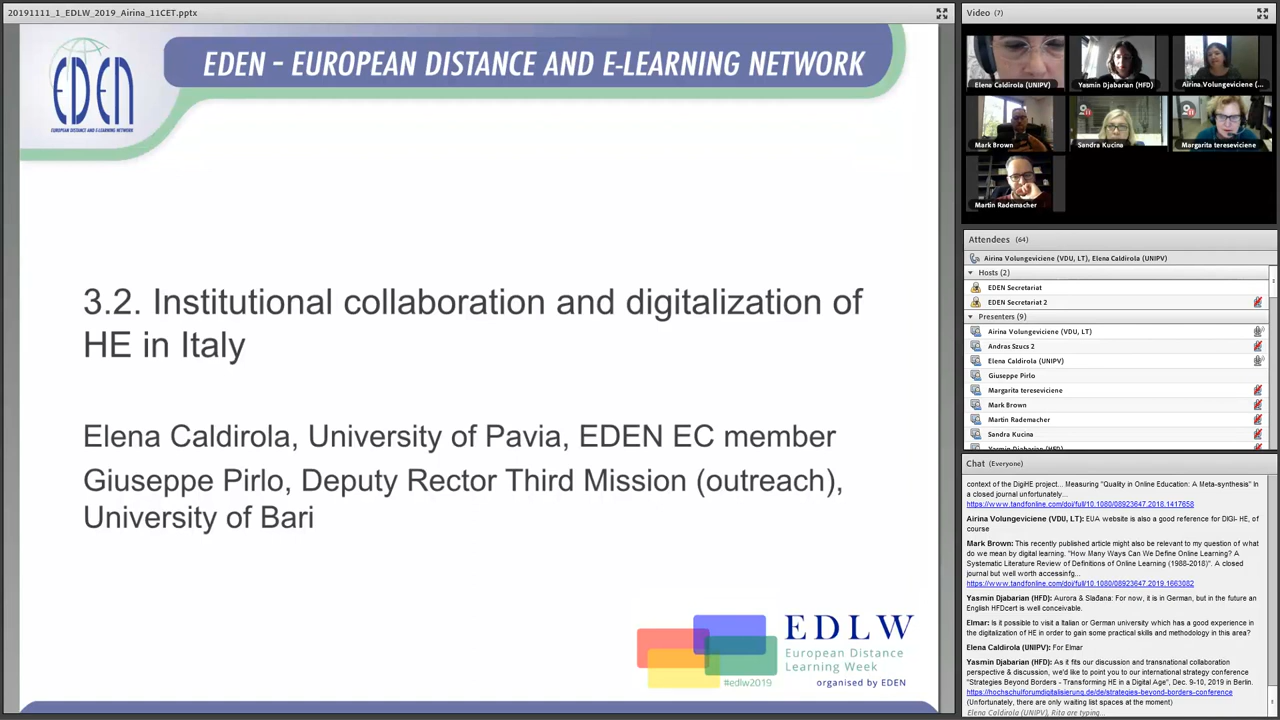 20191111_1_EDLW_2019_Airina_11CET.pptx
EDEN
EUROPEAN DISTANCE AND E-LEARNING NETWORK
EDEN – EUROPEAN DISTANCE AND E-LEARNING NETWORK
3.2. Institutional collaboration and digitalization of
HE in Italy
Elena Caldirola, University of Pavia, EDEN EC member
Giuseppe Pirlo, Deputy Rector Third Mission (outreach),
University of Bari
EDLW
European Distance
Learning Week
#edlw2019
organised by EDEN
Video (7)
Elena Caldirola (UNIPV)
Yasmin Djabarian (HFD)
Airina Volungeviciene (...
Mark Brown
Sandra Kucina
Margarita tereseviciene
Martin Rademacher
Attendees (64)
Airina Volungeviciene (VDU, LT), Elena Caldirola (UNIPV)
Hosts (2)
EDEN Secretariat
EDEN Secretariat 2
Presenters (9)
Airina Volungeviciene (VDU, LT)
Andras Szucs 2
Elena Caldirola (UNIPV)
Giuseppe Pirlo
Margarita tereseviciene
Mark Brown
Martin Rademacher
Sandra Kucina
Yasmin Djabarian (HFD)
Chat (Everyone)
context of the DigiHE project... Measuring "Quality in Online Education: A Meta-synthesis" In
a closed journal unfortunately...
https://www.tandfonline.com/doi/full/10.1080/08923647.2018.1417658
Airina Volungeviciene (VDU, LT): EUA website is also a good reference for DIGI- HE, of
course
Mark Brown: This recently published article might also be relevant to my question of what
do we mean by digital learning. "How Many Ways Can We Define Online Learning? A
Systematic Literature Review of Definitions of Online Learning (1988-2018)". A closed
journal but well worth accessinfg...
https://www.tandfonline.com/doi/full/10.1080/08923647.2019.1663082
Yasmin Djabarian (HFD): Aurora & Slađana: For now, it is in German, but in the future an
English HFDcert is well conceivable.
Elmar: Is it possible to visit a Italian or German university which has a good experience in
the digitalization of HE in order to gain some practical skills and methodology in this area?
Elena Caldirola (UNIPV): For Elmar
Yasmin Djabarian (HFD): As it fits our discussion and transnational collaboration
perspective & discussion, we'd like to point you to our international strategy conference
"Strategies Beyond Borders - Transforming HE in a Digital Age", Dec. 9-10, 2019 in Berlin.
https://hochschulforumdigitalisierung.de/de/strategies-beyond-borders-conference
(Unfortunately, there are only waiting list spaces at the moment)
Elena Caldirola (UNIPV), Rita are typing...